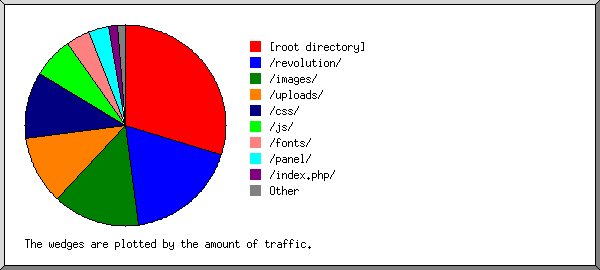 [root directory]
/revolution/
/images/
/uploads/
/css/
/js/
/fonts/
/panel/
/index.php/
Other
The wedges are plotted by the amount of traffic.